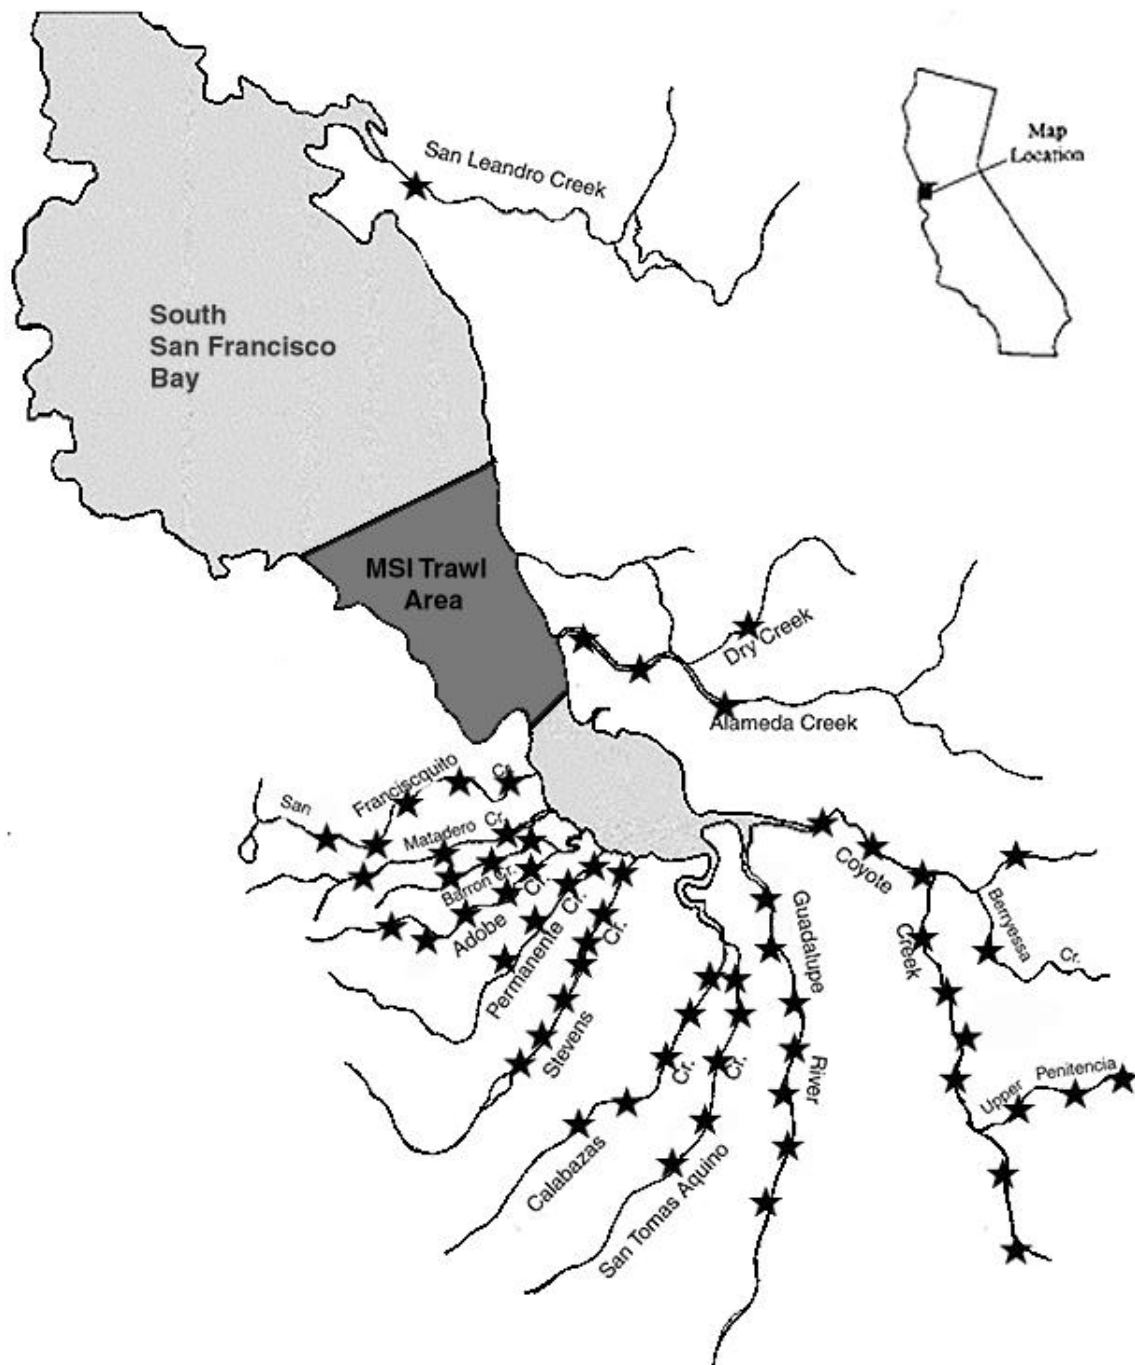 San Leandro Creek
Map
Location
South
San Francisco
Bay
MSI Trawl
Area
Dry Creek
Alameda Creek
San Franciscquito Cr.
Matadero Cr.
Barron Cr.
Adobe Cr.
Permanente Cr.
Stevens Cr.
Calabazas Cr.
San Tomas Aquino Cr.
Guadalupe River
Coyote Creek
Berryessa Cr.
Upper Penitencia